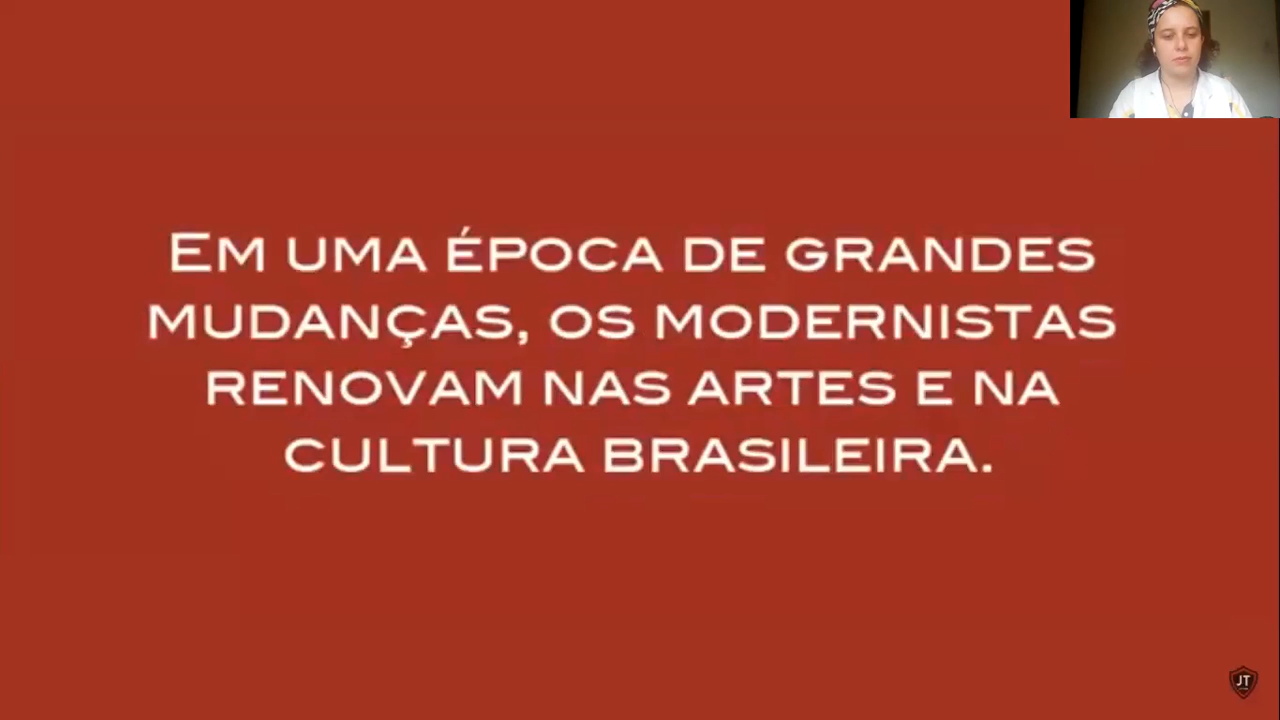 EM UMA ÉPOCA DE GRANDES
MUDANÇAS, OS MODERNISTAS
RENOVAM NAS ARTES E NA
CULTURA BRASILEIRA.
JT